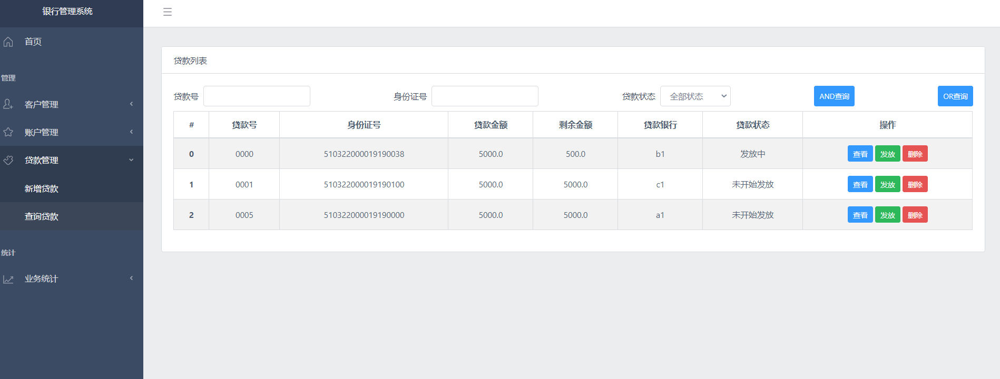 银行管理系统
首页
管理
客户管理
账户管理
贷款管理
新增贷款
查询贷款
统计
业务统计
贷款列表
贷款号 身份证号 贷款状态 全部状态 AND查询 OR查询
# 贷款号 身份证号 贷款金额 剩余金额 贷款银行 贷款状态 操作
0 0000 510322000019190038 5000.0 500.0 b1 发放中 查看 发放 删除
1 0001 510322000019190100 5000.0 5000.0 c1 未开始发放 查看 发放 删除
2 0005 510322000019190000 5000.0 5000.0 a1 未开始发放 查看 发放 删除